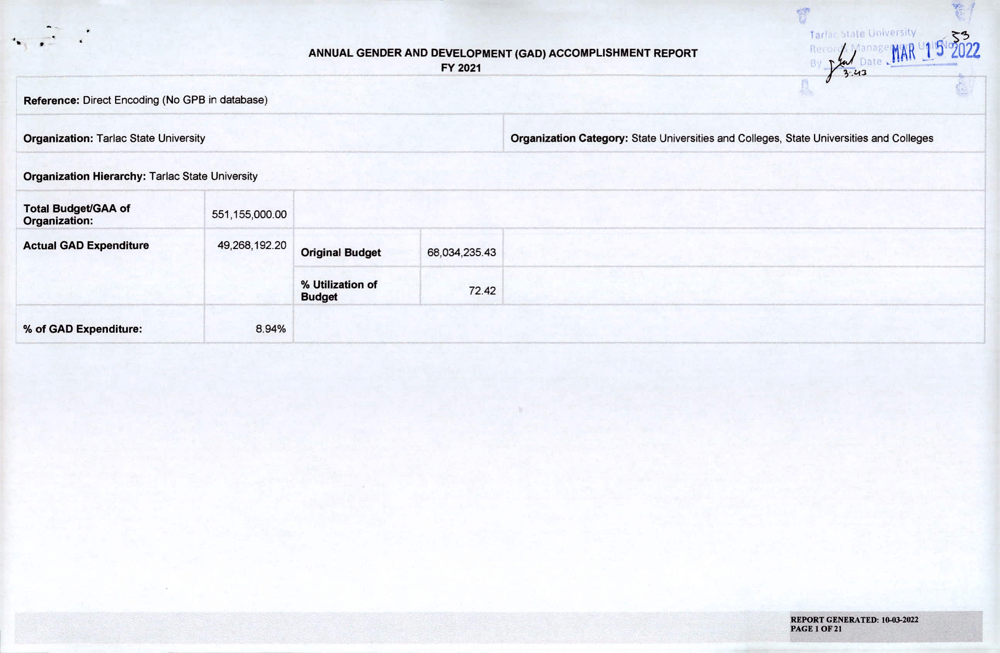 Tarlac State University
53
Records Management Unit No
By Date MAR 15 2022
3:43
ANNUAL GENDER AND DEVELOPMENT (GAD) ACCOMPLISHMENT REPORT
FY 2021
Reference: Direct Encoding (No GPB in database)
Organization: Tarlac State University
Organization Category: State Universities and Colleges, State Universities and Colleges
Organization Hierarchy: Tarlac State University
Total Budget/GAA of
Organization:
551,155,000.00
Actual GAD Expenditure
49,268,192.20
Original Budget
68,034,235.43
% Utilization of
Budget
72.42
% of GAD Expenditure:
8.94%
REPORT GENERATED: 10-03-2022
PAGE 1 OF 21